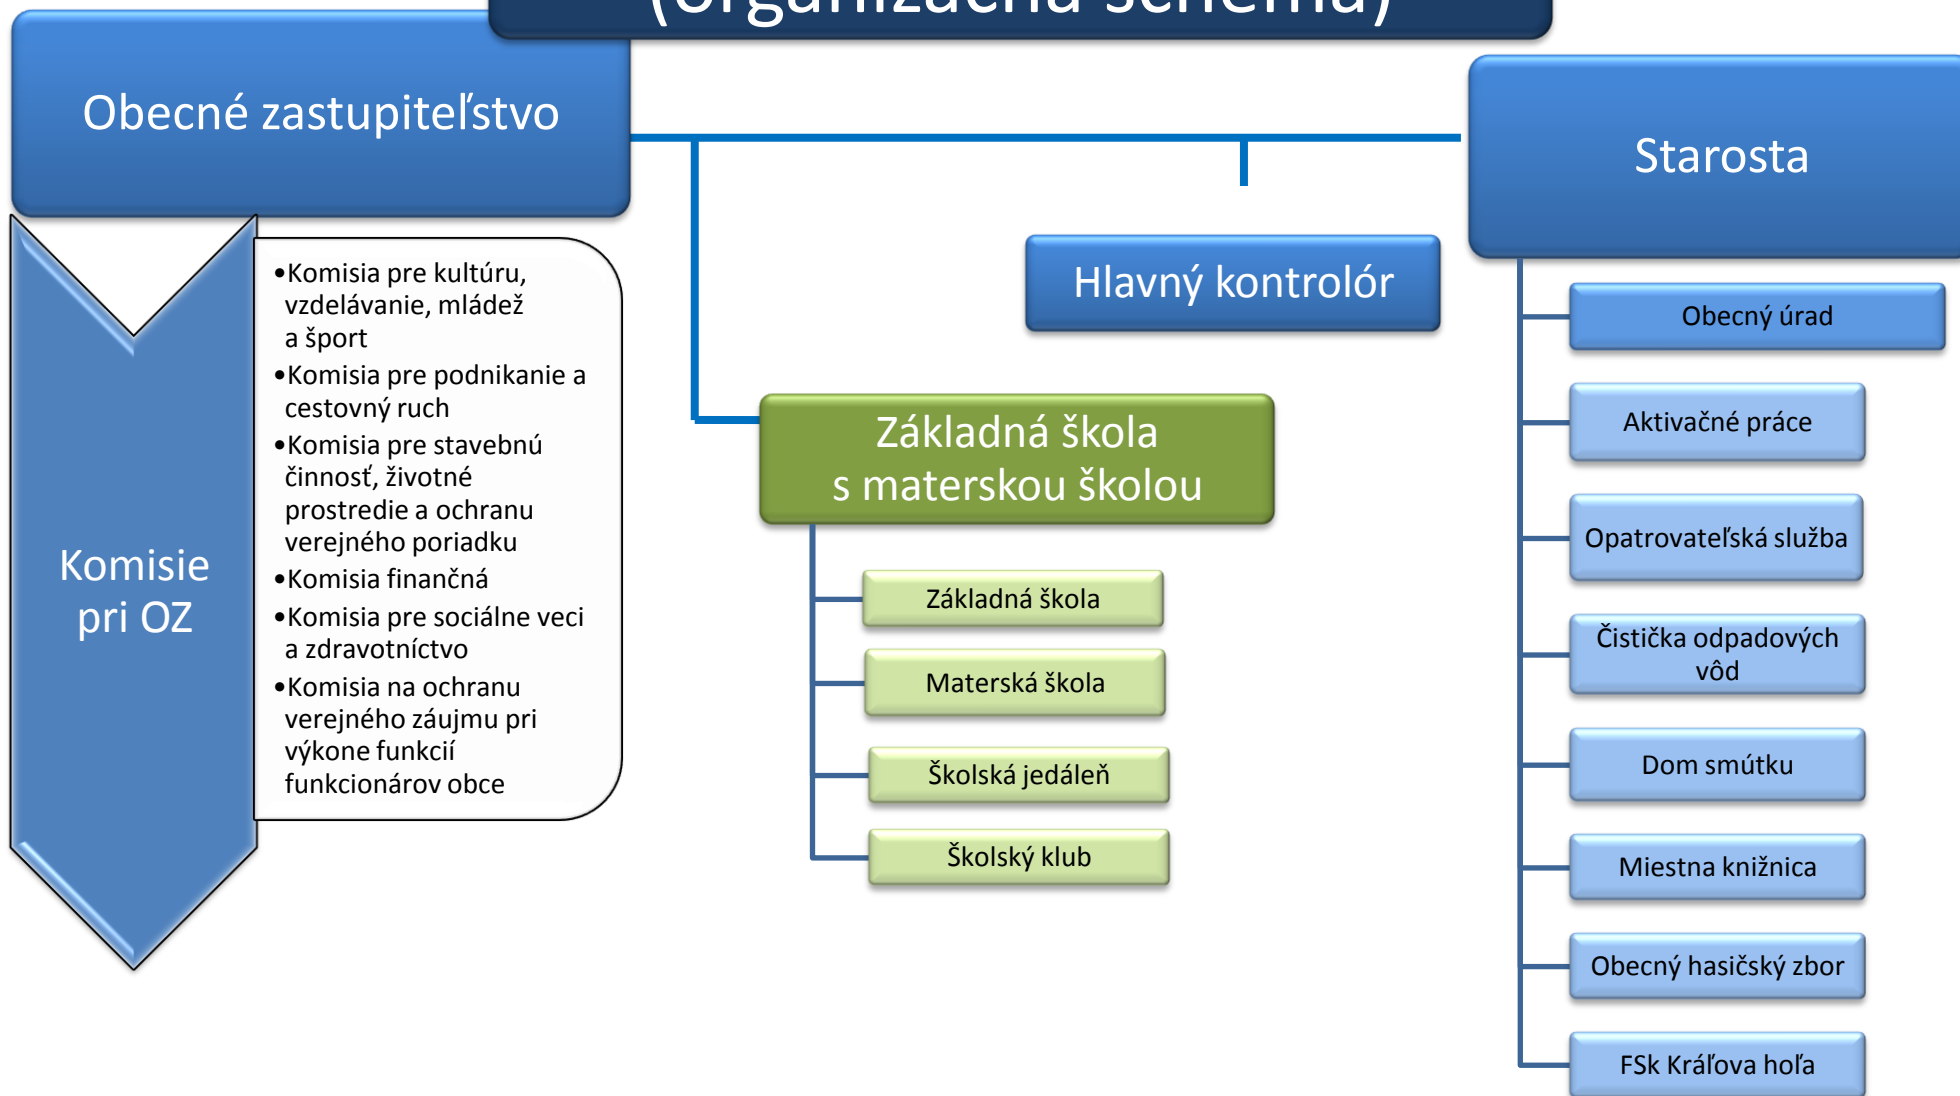 (organizačná schéma)
Obecné zastupiteľstvo
Starosta
Hlavný kontrolór
Komisie
pri OZ
•Komisia pre kultúru,
vzdelávanie, mládež
a šport
•Komisia pre podnikanie a
cestovný ruch
•Komisia pre stavebnú
činnosť, životné
prostredie a ochranu
verejného poriadku
•Komisia finančná
•Komisia pre sociálne veci
a zdravotníctvo
•Komisia na ochranu
verejného záujmu pri
výkone funkcií
funkcionárov obce
Základná škola
s materskou školou
Základná škola
Materská škola
Školská jedáleň
Školský klub
Obecný úrad
Aktivačné práce
Opatrovateľská služba
Čistička odpadových
vôd
Dom smútku
Miestna knižnica
Obecný hasičský zbor
FSk Kráľova hoľa